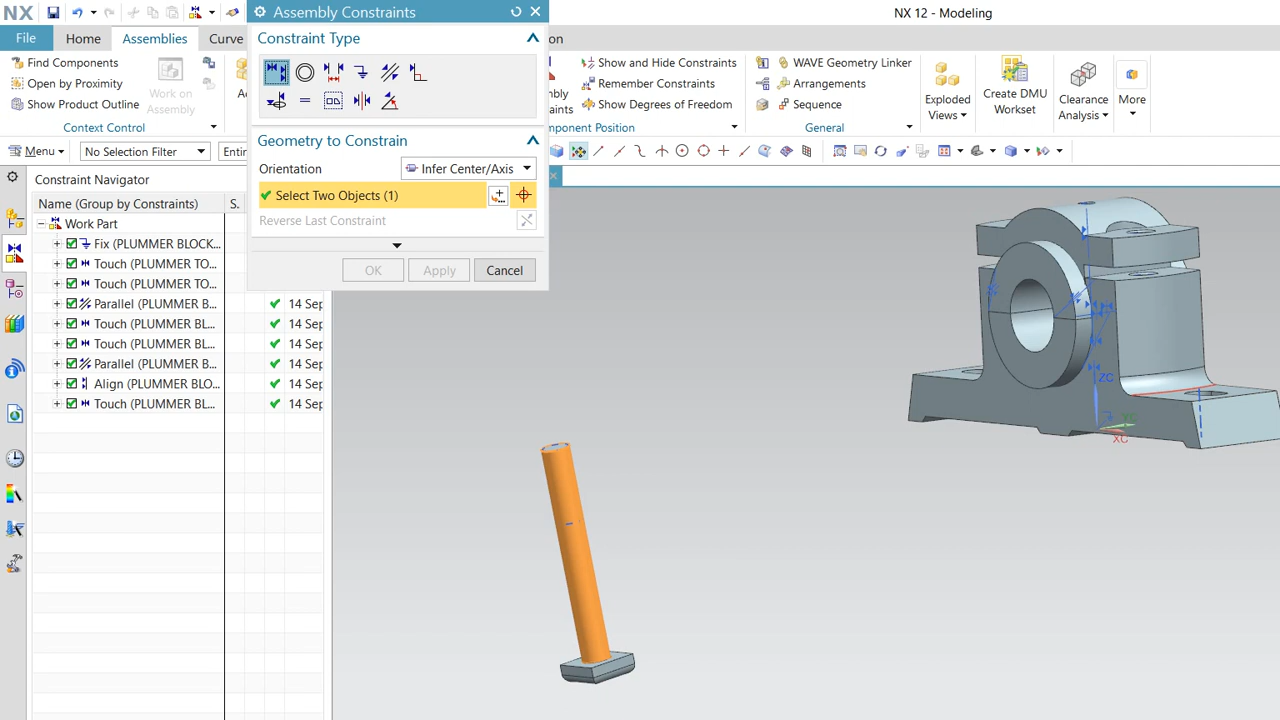 NX
Assembly Constraints
NX 12 - Modeling
File
Home
Assemblies
Curve
Constraint Type
Find Components
Open by Proximity
Show Product Outline
Work on
Assembly
Context Control
Show and Hide Constraints
Remember Constraints
Show Degrees of Freedom
WAVE Geometry Linker
Arrangements
Sequence
General
Exploded
Views
Create DMU
Workset
Clearance
Analysis
More
Menu
No Selection Filter
Geometry to Constrain
Orientation
Infer Center/Axis
Select Two Objects (1)
Reverse Last Constraint
OK
Apply
Cancel
Constraint Navigator
Name (Group by Constraints)
S.
Work Part
Fix (PLUMMER BLOCK...
Touch (PLUMMER TO...
Touch (PLUMMER TO...
Parallel (PLUMMER B...
14 Sep
Touch (PLUMMER BL...
14 Sep
Touch (PLUMMER BL...
14 Sep
Parallel (PLUMMER B...
14 Sep
Align (PLUMMER BLO...
14 Sep
Touch (PLUMMER BL...
14 Sep
ZC
YC
XC